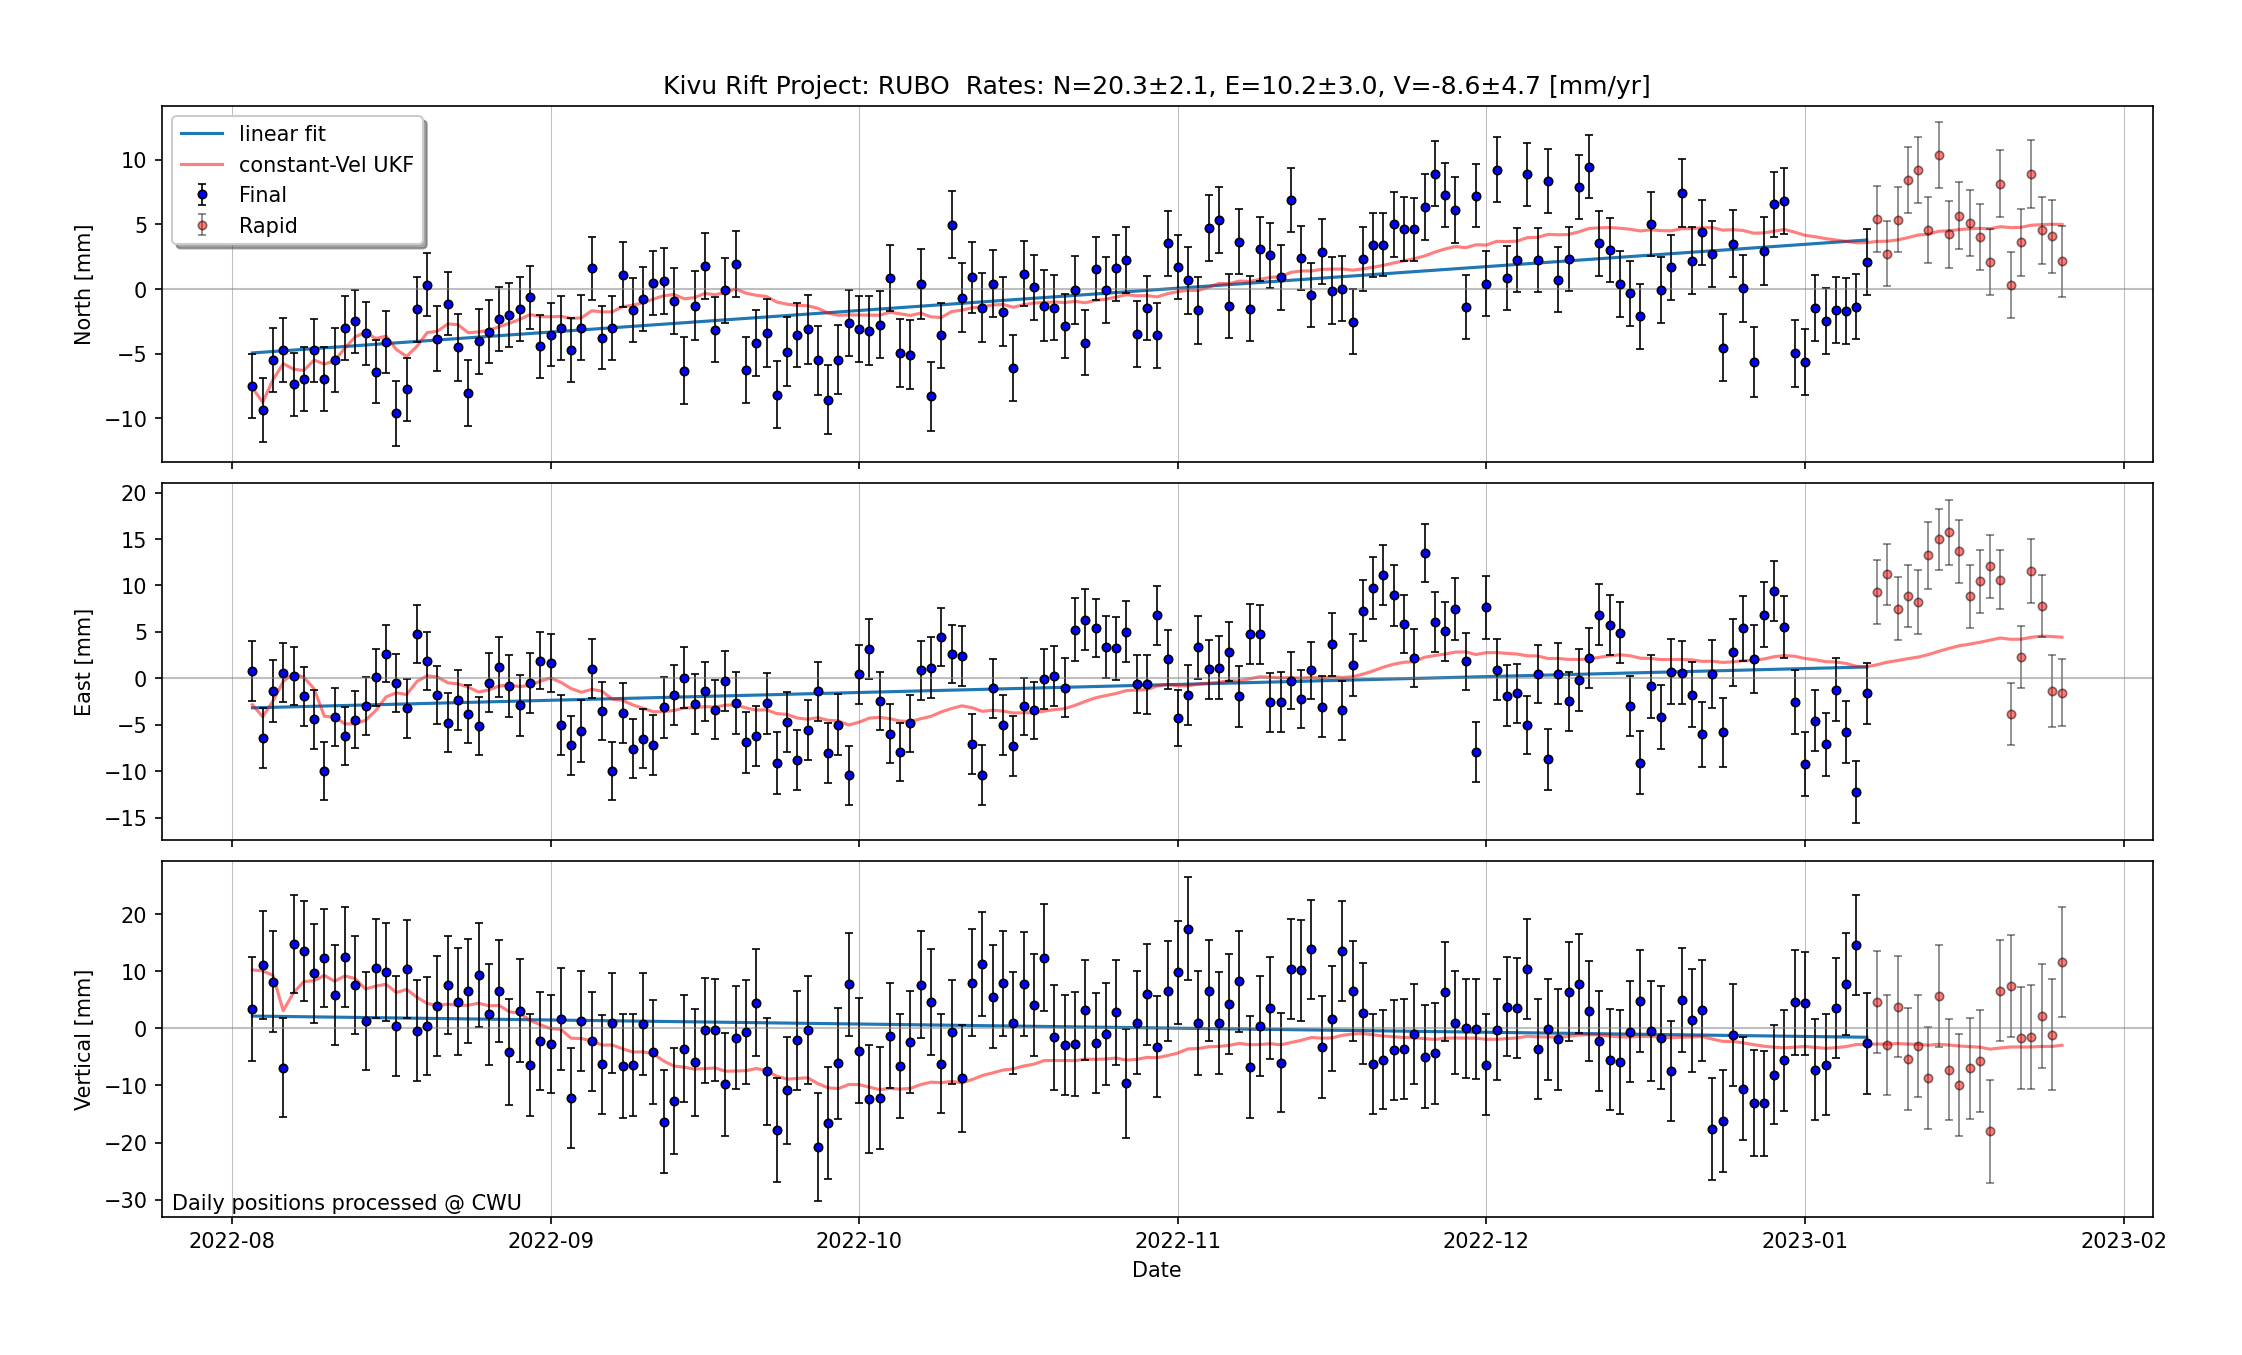 Kivu Rift Project: RUBO  Rates: N=20.3±2.1, E=10.2±3.0, V=-8.6±4.7 [mm/yr]
linear fit
constant-Vel UKF
Final
Rapid
North [mm]
10
5
0
−5
−10
East [mm]
20
15
10
5
0
−5
−10
−15
Vertical [mm]
20
10
0
−10
−20
−30
Daily positions processed @ CWU
2022-08 2022-09 2022-10 2022-11 2022-12 2023-01 2023-02
Date